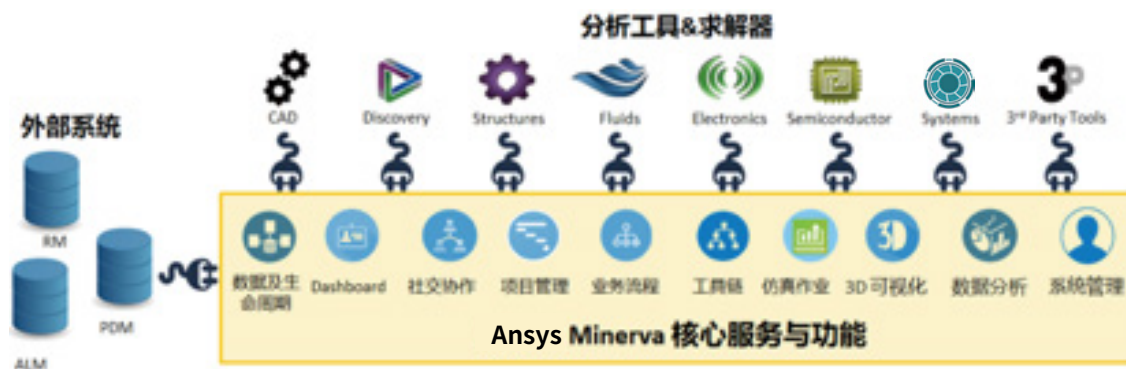 分析工具&求解器
CAD
Discovery
Structures
Fluids
Electronics
Semiconductor
Systems
3rd Party Tools
外部系统
RM
PDM
ALM
数据及生
命周期
Dashboard
社交协作
项目管理
业务流程
工具链
仿真作业
3D可视化
数据分析
系统管理
Ansys Minerva 核心服务与功能